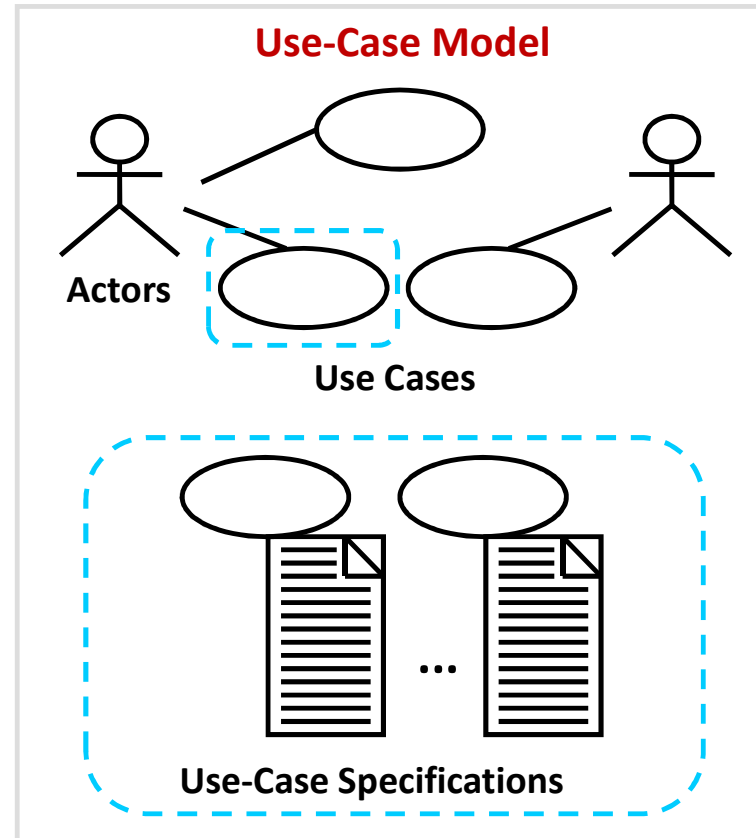 Use-Case Model
Actors
Use Cases
...
Use-Case Specifications